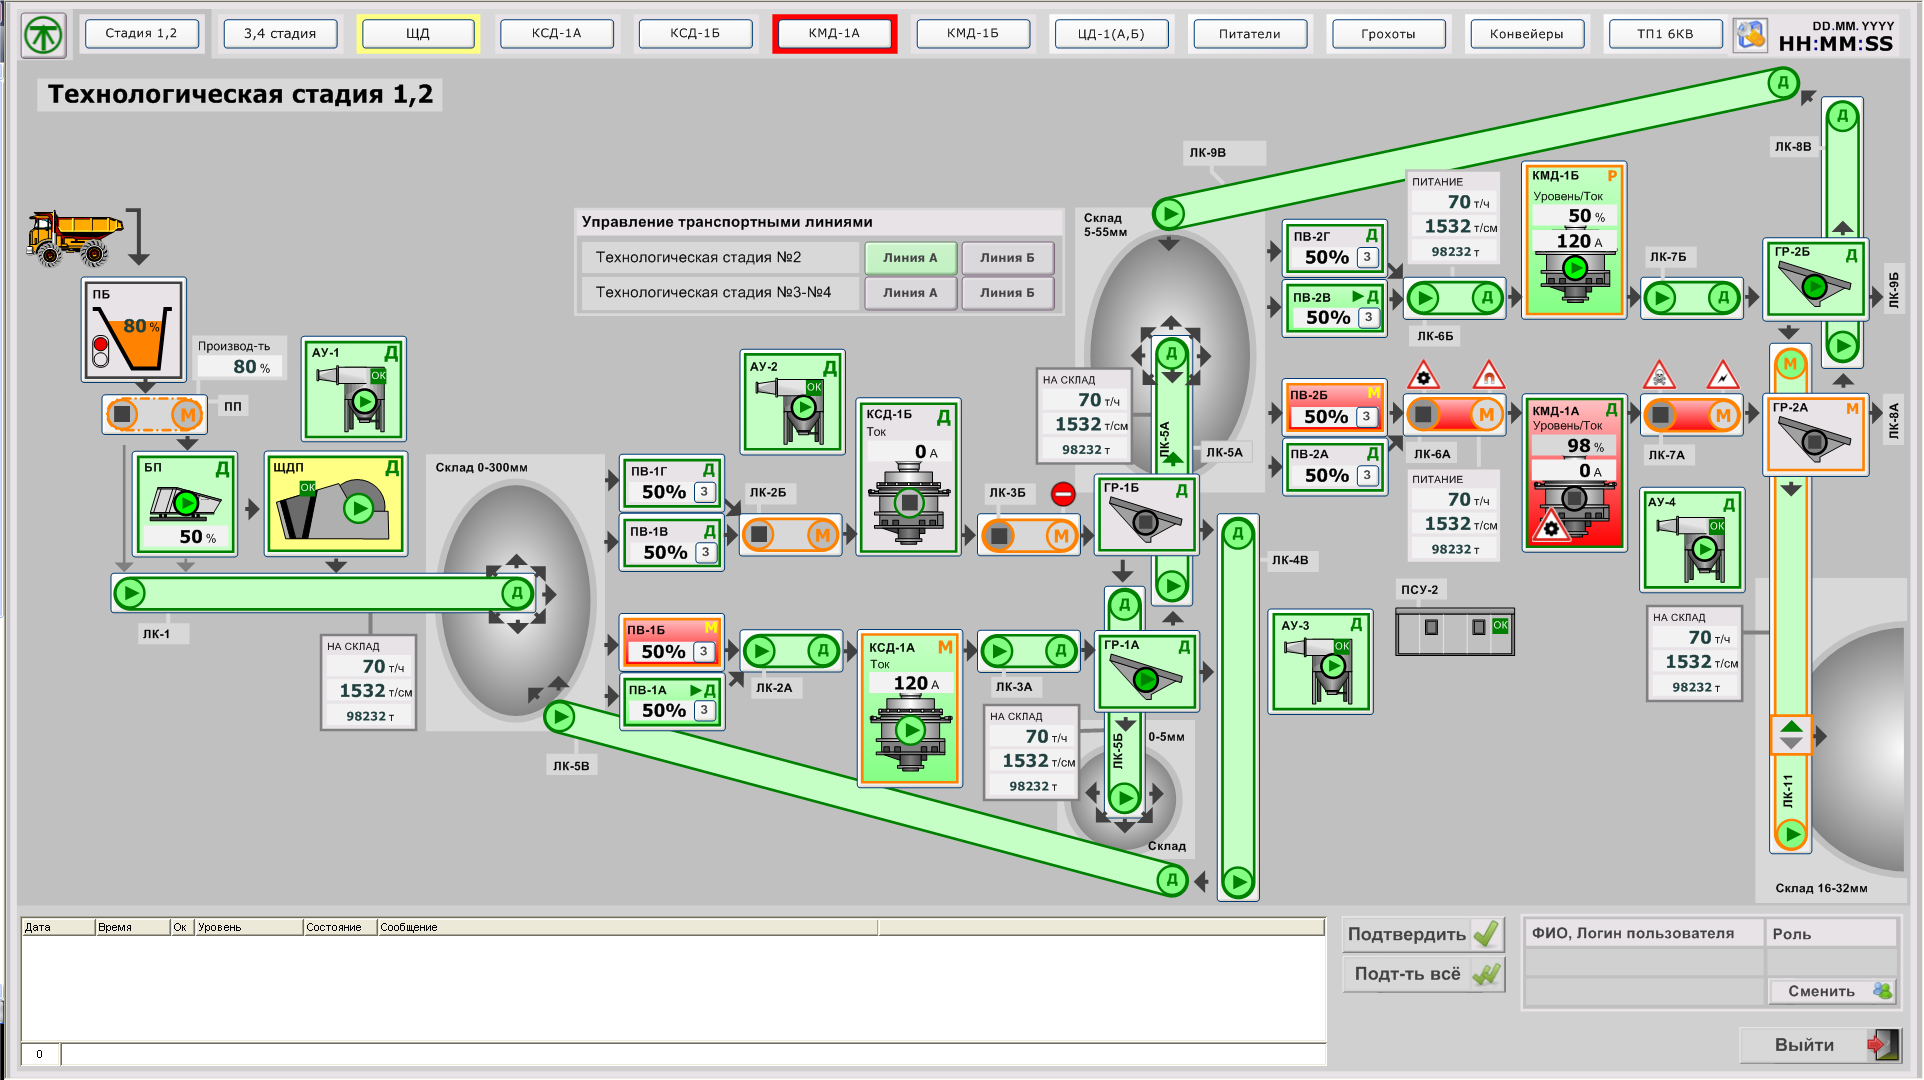 Стадия 1,2
3,4 стадия
ЩД
КСД-1А
КСД-1Б
КМД-1А
КМД-1Б
ЦД-1(А,Б)
Питатели
Грохоты
Конвейеры
ТП1 6КВ
DD.MM.YYYY
HH:MM:SS
Технологическая стадия 1,2
Управление транспортными линиями
Технологическая стадия №2
Линия А
Линия Б
Технологическая стадия №3-№4
Линия А
Линия Б
ПБ
80 %
Производ-ть
80 %
М
ПП
АУ-1 Д
ОК
БП Д
50 %
ЩДП Д
ОК
Д
ЛК-1
НА СКЛАД
70 т/ч
1532 т/см
98232 т
Склад 0-300мм
ПВ-1Г Д
50% 3
ПВ-1В Д
50% 3
ПВ-1Б М
50% 3
ПВ-1А Д
50% 3
ЛК-5В
Д
АУ-2 Д
ОК
ЛК-2Б
М
КСД-1Б Д
Ток
0 А
ЛК-3Б
М
ЛК-2А
Д
КСД-1А М
Ток
120 А
ЛК-3А
Д
НА СКЛАД
70 т/ч
1532 т/см
98232 т
ГР-1Б Д
ГР-1А Д
Д
ЛК-5Б
0-5мм
Склад
Д
ЛК-4В
НА СКЛАД
70 т/ч
1532 т/см
98232 т
Д
ЛК-5А
ЛК-5А
Склад
5-55мм
ЛК-9В
Д
ПВ-2Г Д
50% 3
ПВ-2В Д
50% 3
ПВ-2Б М
50% 3
ПВ-2А Д
50% 3
ПИТАНИЕ
70 т/ч
1532 т/см
98232 т
Д
ЛК-6Б
КМД-1Б Р
Уровень/Ток
50 %
120 А
ЛК-7Б
Д
ГР-2Б Д
ЛК-9Б
ЛК-8В
Д
М
ЛК-6А
ПИТАНИЕ
70 т/ч
1532 т/см
98232 т
КМД-1А Д
Уровень/Ток
98 %
0 А
М
ЛК-7А
М
ГР-2А М
ЛК-8А
АУ-3 Д
ОК
ПСУ-2
ОК
АУ-4 Д
ОК
НА СКЛАД
70 т/ч
1532 т/см
98232 т
ЛК-11
Склад 16-32мм
Дата
Время
Ок
Уровень
Состояние
Сообщение
0
Подтвердить
Подт-ть всё
ФИО, Логин пользователя
Роль
Сменить
Выйти